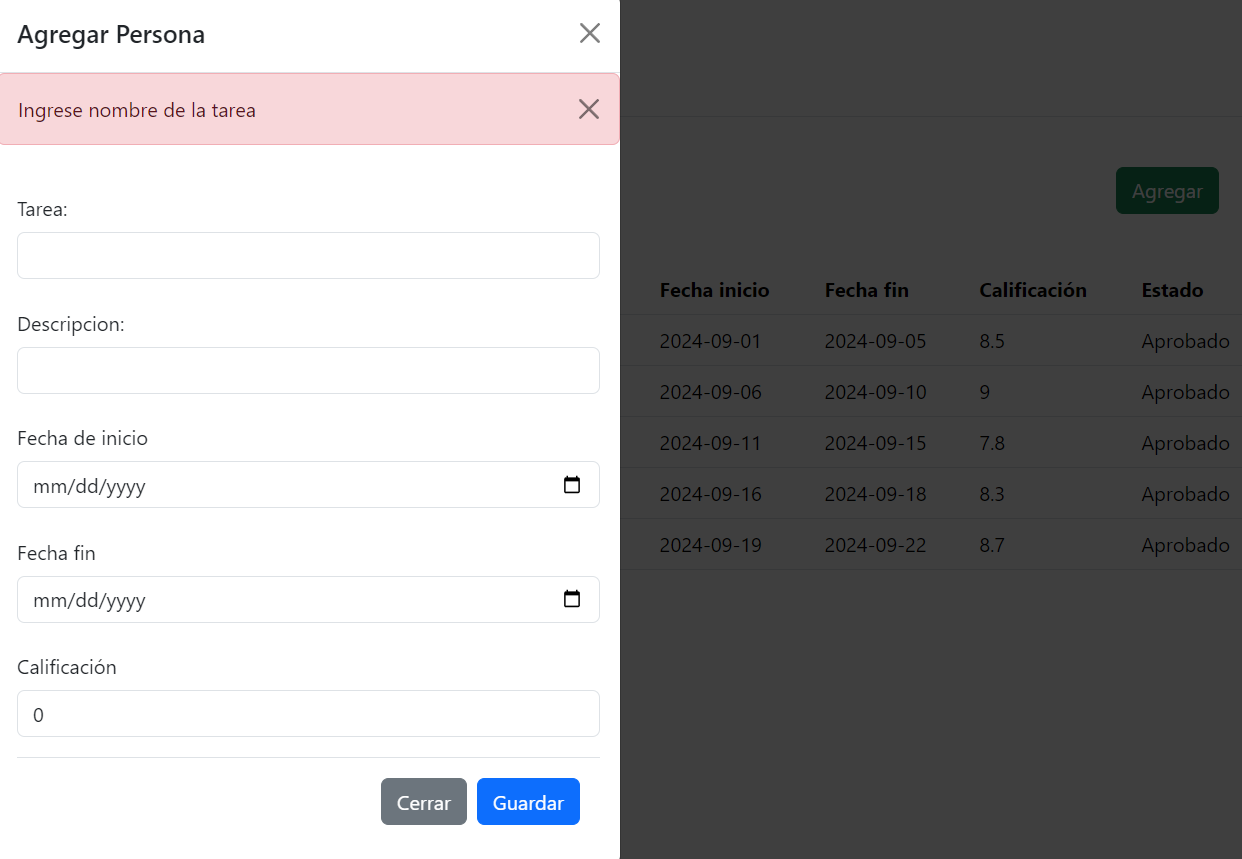 Agregar Persona
Ingrese nombre de la tarea
Tarea:
Descripcion:
Fecha de inicio
mm/dd/yyyy
Fecha fin
mm/dd/yyyy
Calificación
0
Cerrar Guardar
Agregar
Fecha inicio Fecha fin Calificación Estado
2024-09-01 2024-09-05 8.5 Aprobado
2024-09-06 2024-09-10 9 Aprobado
2024-09-11 2024-09-15 7.8 Aprobado
2024-09-16 2024-09-18 8.3 Aprobado
2024-09-19 2024-09-22 8.7 Aprobado